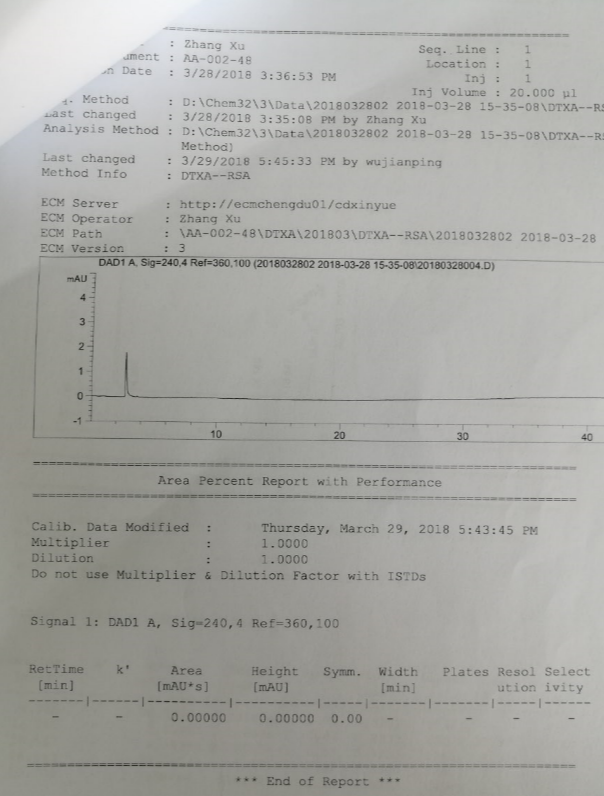 : Zhang Xu Seq. Line : 1
ument : AA-002-48 Location : 1
on Date : 3/28/2018 3:36:53 PM Inj : 1
Inj Volume : 20.000 µl
. Method : D:\Chem32\3\Data\2018032802 2018-03-28 15-35-08\DTXA--RS
Last changed : 3/28/2018 3:35:08 PM by Zhang Xu
Analysis Method : D:\Chem32\3\Data\2018032802 2018-03-28 15-35-08\DTXA--RS
Method)
Last changed : 3/29/2018 5:45:33 PM by wujianping
Method Info : DTXA--RSA
ECM Server : http://ecmchengdu01/cdxinyue
ECM Operator : Zhang Xu
ECM Path : \AA-002-48\DTXA\201803\DTXA--RSA\2018032802 2018-03-28
ECM Version : 3
DAD1 A, Sig=240,4 Ref=360,100 (2018032802 2018-03-28 15-35-08\20180328004.D)
mAU
4
3
2
1
0
-1
10 20 30 40
Area Percent Report with Performance
Calib. Data Modified : Thursday, March 29, 2018 5:43:45 PM
Multiplier : 1.0000
Dilution : 1.0000
Do not use Multiplier & Dilution Factor with ISTDs
Signal 1: DAD1 A, Sig=240,4 Ref=360,100
RetTime k' Area Height Symm. Width Plates Resol Select
[min] [mAU*s] [mAU] [min] ution ivity
- - 0.00000 0.00000 0.00 - - - -
*** End of Report ***